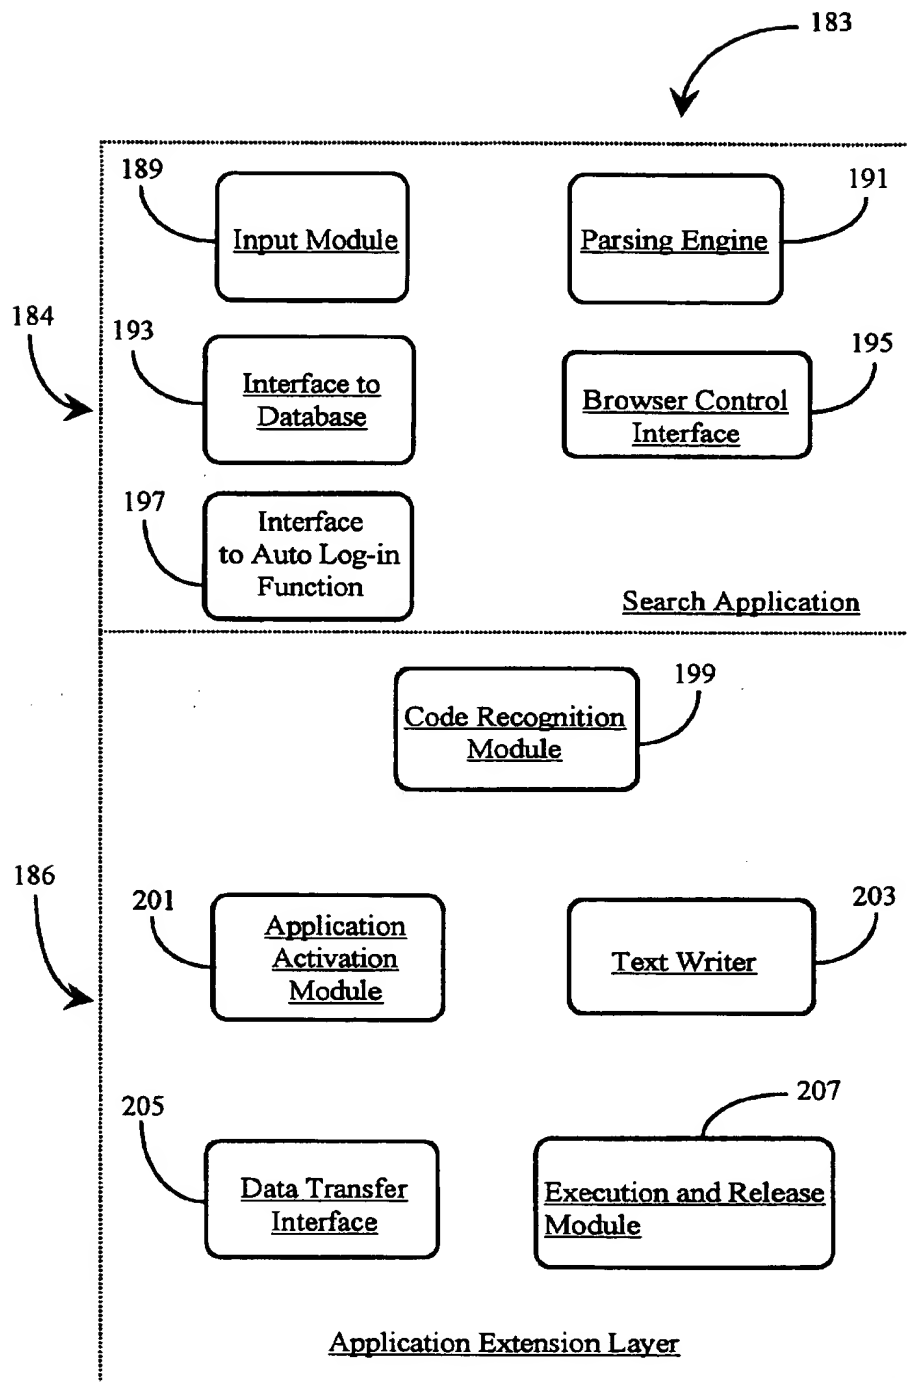 183
189
Input Module
191
Parsing Engine
184
193
Interface to
Database
195
Browser Control
Interface
197
Interface
to Auto Log-in
Function
Search Application
199
Code Recognition
Module
186
201
Application
Activation
Module
203
Text Writer
205
Data Transfer
Interface
207
Execution and Release
Module
Application Extension Layer